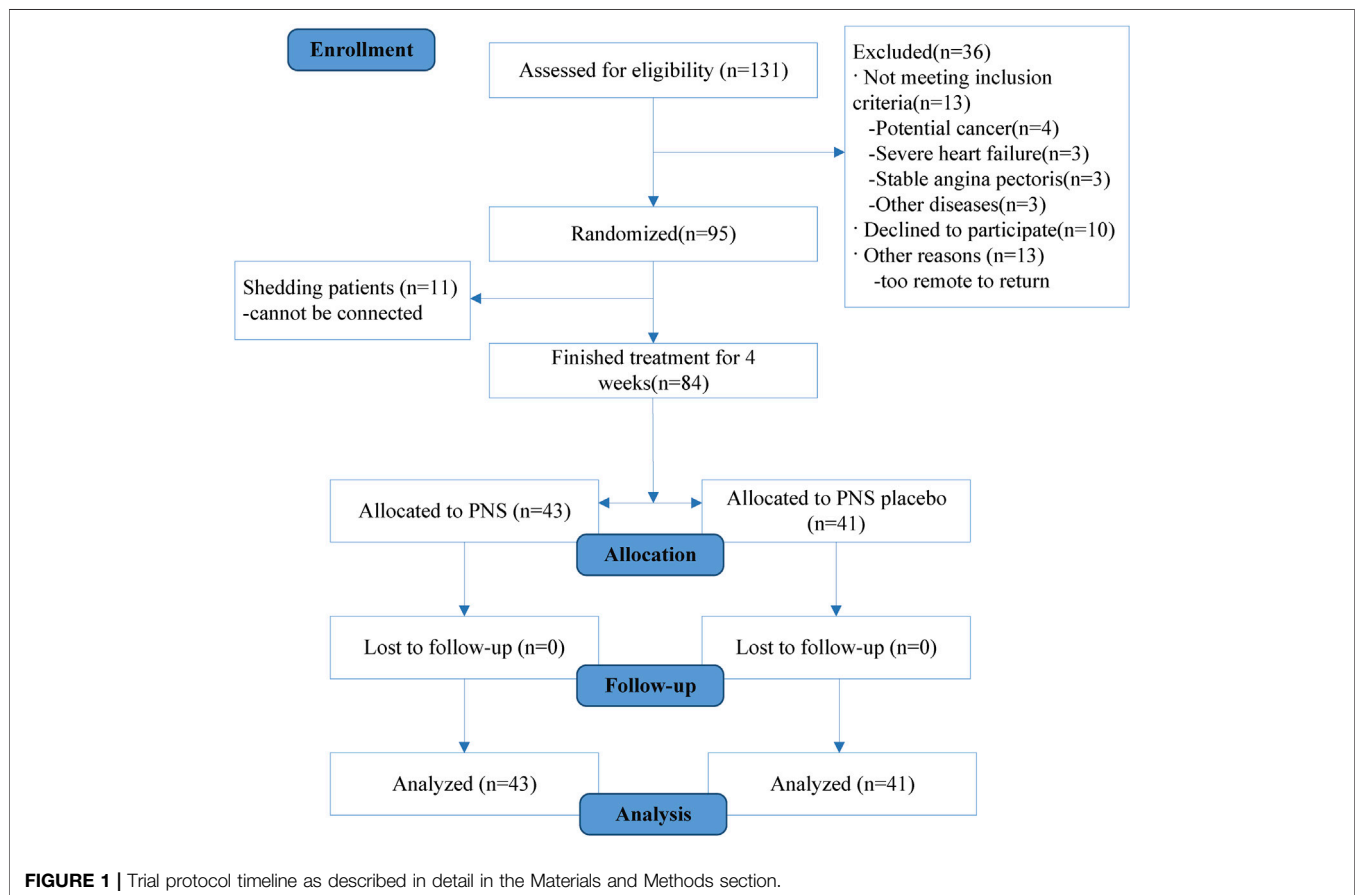 Enrollment
Assessed for eligibility (n=131)
Excluded(n=36)
· Not meeting inclusion
criteria(n=13)
-Potential cancer(n=4)
-Severe heart failure(n=3)
-Stable angina pectoris(n=3)
-Other diseases(n=3)
· Declined to participate(n=10)
· Other reasons (n=13)
-too remote to return
Randomized(n=95)
Shedding patients (n=11)
-cannot be connected
Finished treatment for 4
weeks(n=84)
Allocated to PNS (n=43)
Allocated to PNS placebo
(n=41)
Allocation
Lost to follow-up (n=0)
Lost to follow-up (n=0)
Follow-up
Analyzed (n=43)
Analyzed (n=41)
Analysis
FIGURE 1 | Trial protocol timeline as described in detail in the Materials and Methods section.